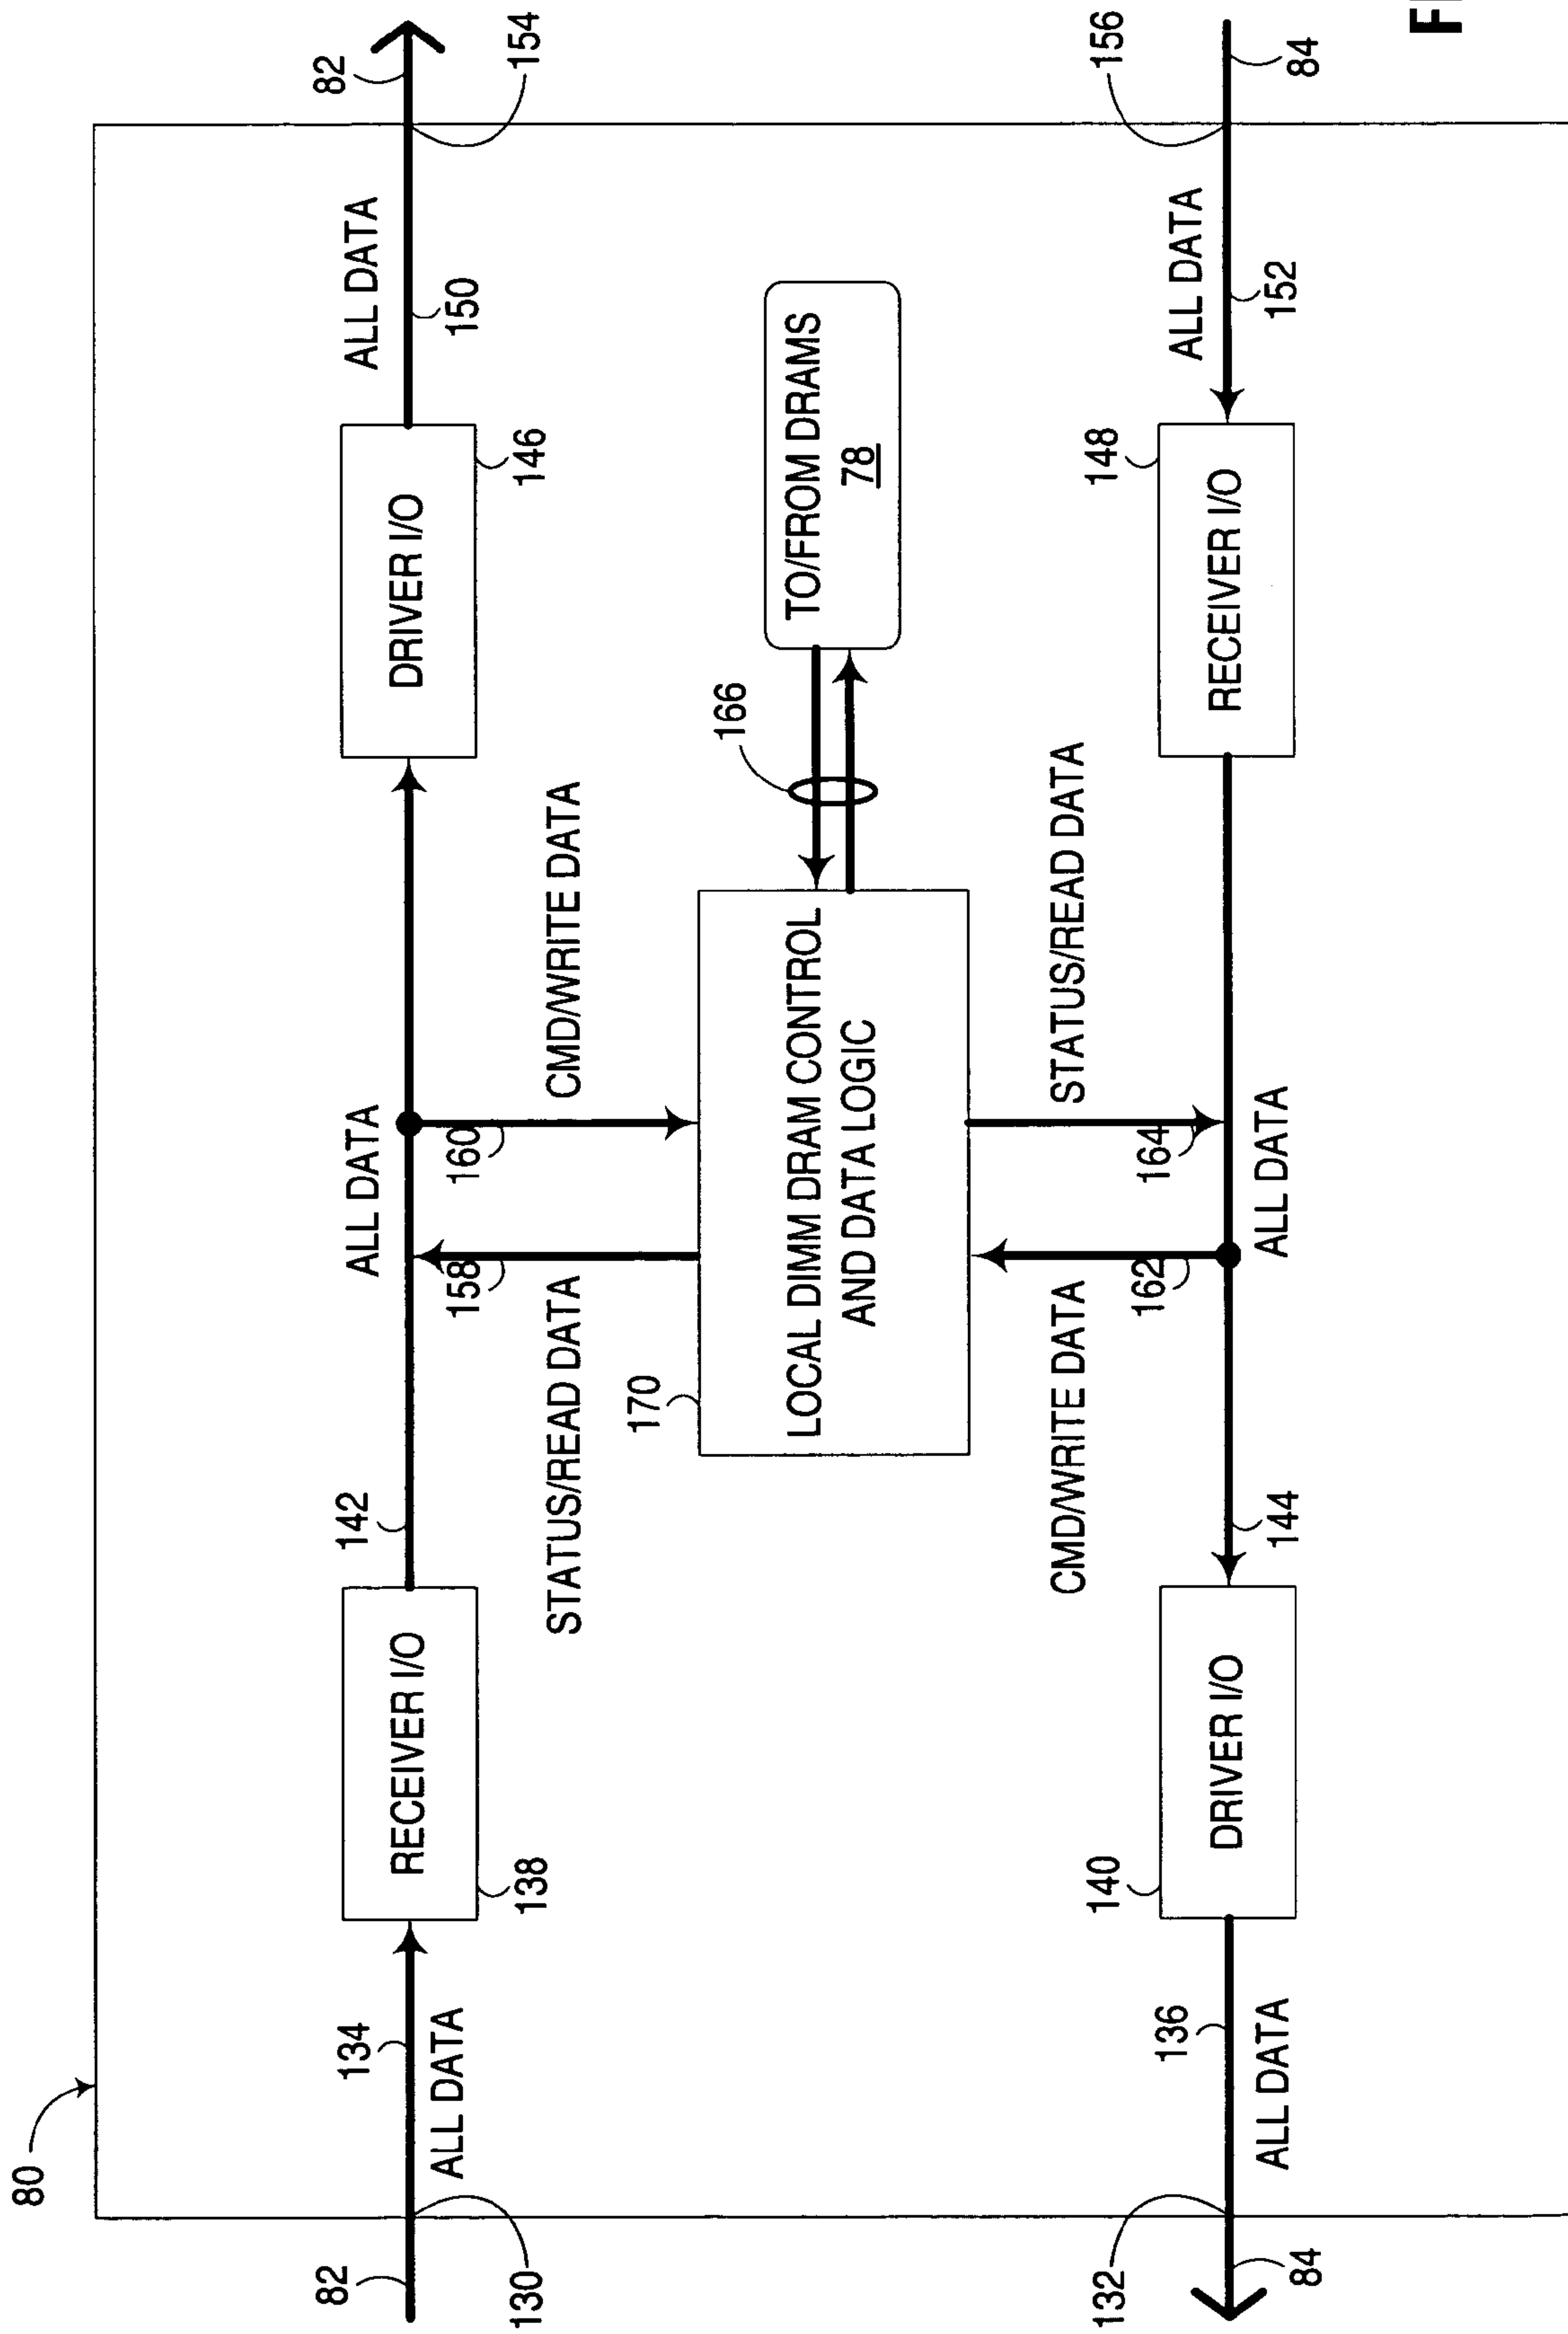 80
82
134
ALL DATA
130
RECEIVER I/O
138
142
ALL DATA
158
STATUS/READ DATA
160
CMD/WRITE DATA
DRIVER I/O
146
ALL DATA
150
82
154
170
LOCAL DIMM DRAM CONTROL
AND DATA LOGIC
166
TO/FROM DRAMS
78
132
84
136
ALL DATA
140
DRIVER I/O
144
CMD/WRITE DATA
162
ALL DATA
164
STATUS/READ DATA
148
RECEIVER I/O
ALL DATA
152
156
84